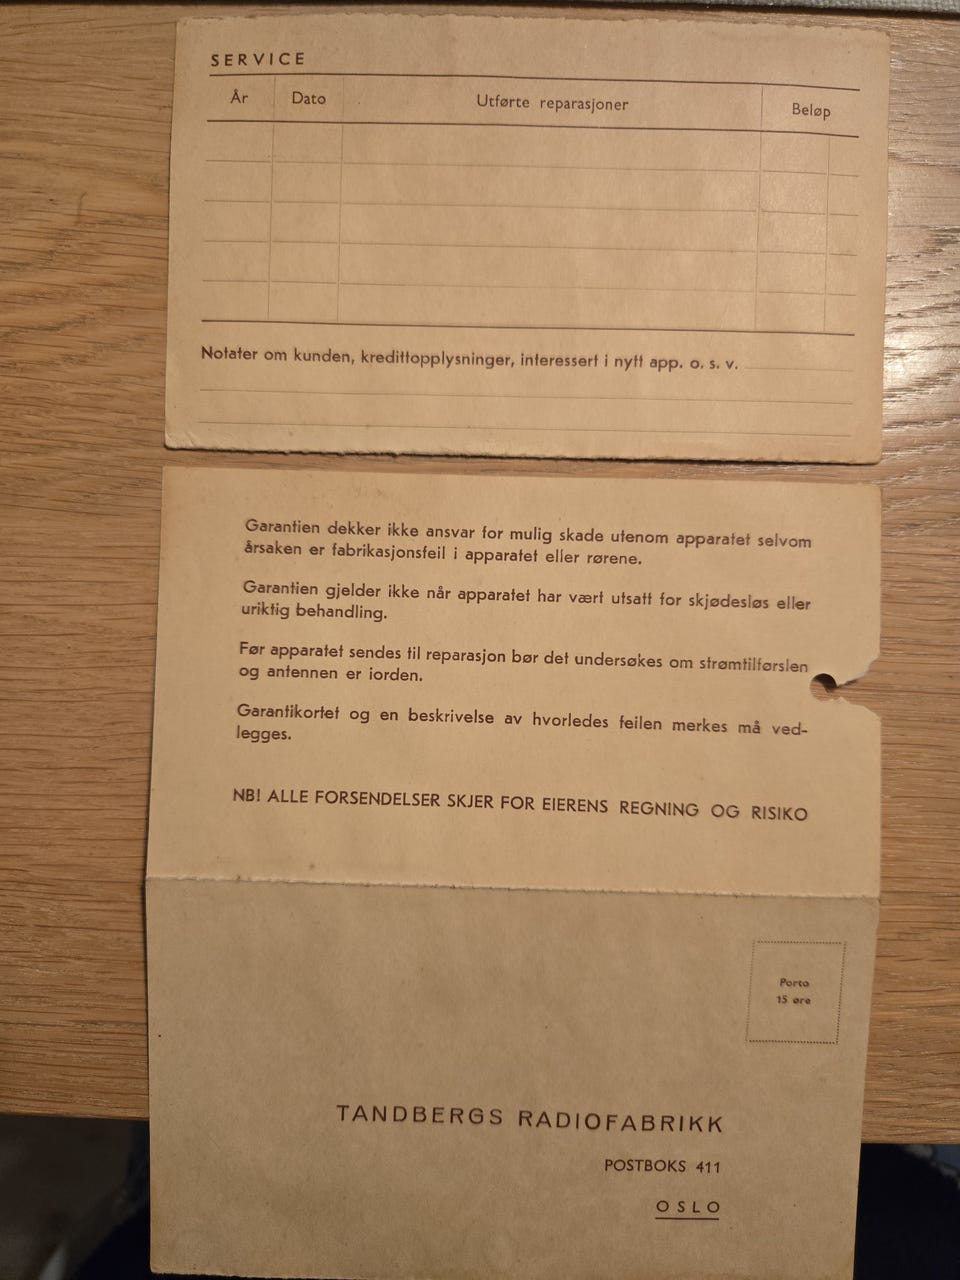 SERVICE
År Dato Utførte reparasjoner Beløp
Notater om kunden, kredittopplysninger, interessert i nytt app. o. s. v.
Garantien dekker ikke ansvar for mulig skade utenom apparatet selvom
årsaken er fabrikasjonsfeil i apparatet eller rørene.
Garantien gjelder ikke når apparatet har vært utsatt for skjødesløs eller
uriktig behandling.
Før apparatet sendes til reparasjon bør det undersøkes om strømtilførslen
og antennen er iorden.
Garantikortet og en beskrivelse av hvorledes feilen merkes må ved-
legges.
NB! ALLE FORSENDELSER SKJER FOR EIERENS REGNING OG RISIKO
Porto
15 øre
TANDBERGS RADIOFABRIKK
POSTBOKS 411
OSLO